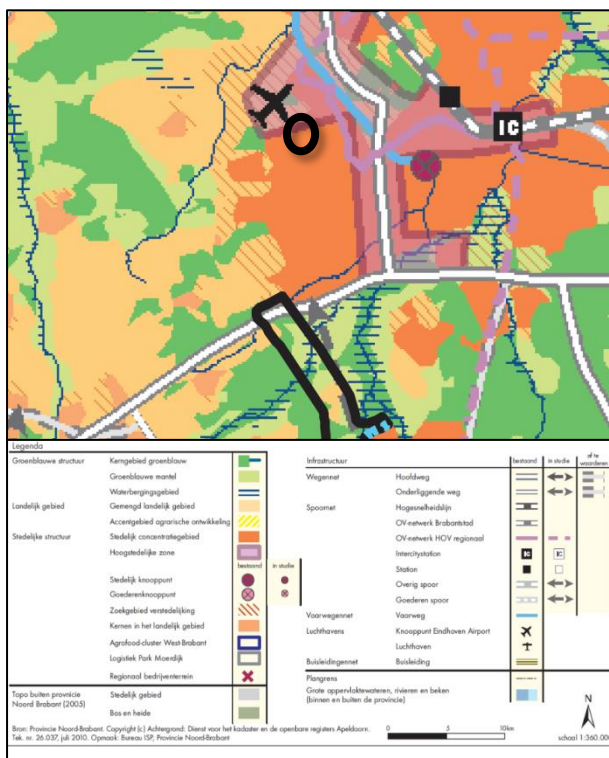 IC
Legenda
Groenblauwe structuur
Kerngebied groenblauw
Groenblauwe mantel
Waterbergingsgebied
Landelijk gebied
Gemengd landelijk gebied
Accentgebied agrarische ontwikkeling
Stedelijke structuur
Stedelijk concentratiegebied
Hoogstedelijke zone
bestaand
in studie
Stedelijk knooppunt
Goederenknooppunt
Zoekgebied verstedelijking
Kernen in het landelijk gebied
Agrofood-cluster West-Brabant
Logistiek Park Moerdijk
Regionaal bedrijventerrein
Topo buiten provincie
Noord Brabant (2005)
Stedelijk gebied
Bos en heide
Infrastructuur
bestaand
in studie
af te
waarderen
Wegennet
Hoofdweg
Onderliggende weg
Spoornet
Hogesnelheidslijn
OV-netwerk Brabantstad
OV-netwerk HOV regionaal
Intercitystation
IC
IC
Station
Overig spoor
Goederen spoor
Vaarwegennet
Vaarweg
Luchthavens
Knooppunt Eindhoven Airport
Luchthaven
Buisleidingennet
Buisleiding
Plangrens
Grote oppervlaktewateren, rivieren en beken
(binnen en buiten de provincie)
0
5
10km
N
schaal 1:360.00
Bron: Provincie Noord-Brabant. Copyright (c) Achtergrond: Dienst voor het kadaster en de openbare registers Apeldoorn.
Tek. nr. 26.037, juli 2010. Opmaak: Bureau ISP, Provincie Noord-Brabant